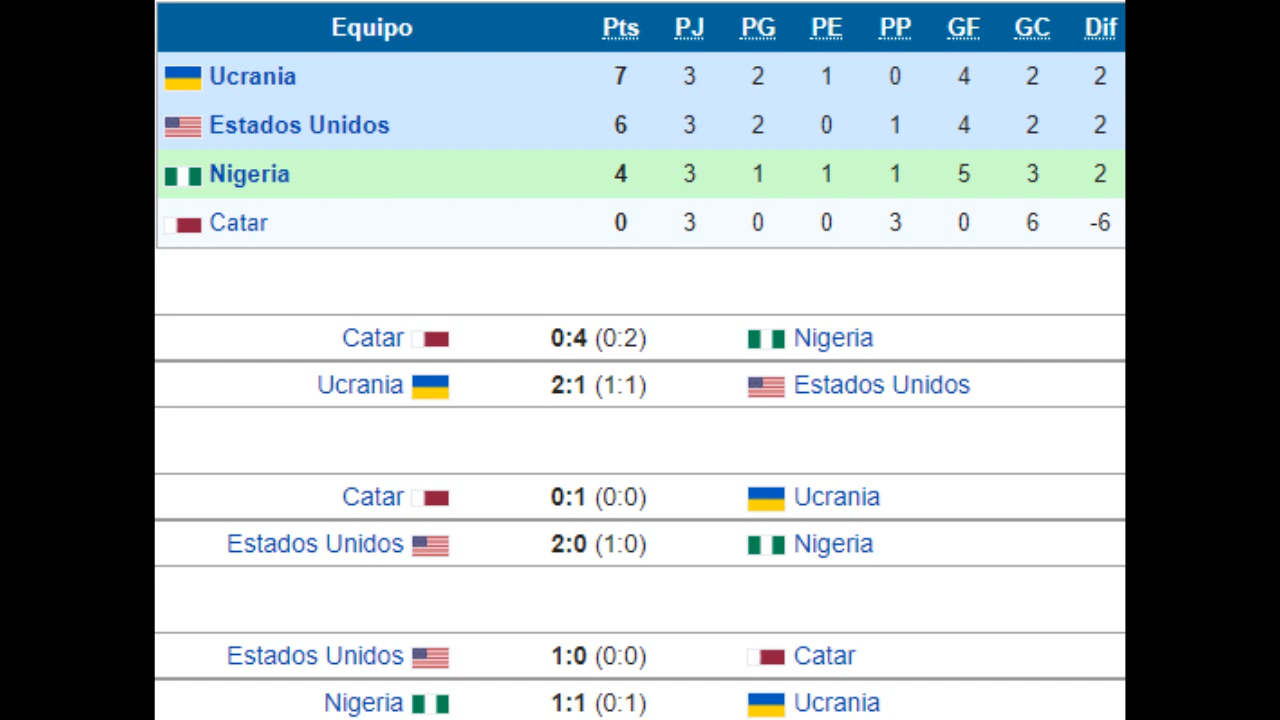 Equipo Pts PJ PG PE PP GF GC Dif
Ucrania 7 3 2 1 0 4 2 2
Estados Unidos 6 3 2 0 1 4 2 2
Nigeria 4 3 1 1 1 5 3 2
Catar 0 3 0 0 3 0 6 -6
Catar 0:4 (0:2) Nigeria
Ucrania 2:1 (1:1) Estados Unidos
Catar 0:1 (0:0) Ucrania
Estados Unidos 2:0 (1:0) Nigeria
Estados Unidos 1:0 (0:0) Catar
Nigeria 1:1 (0:1) Ucrania